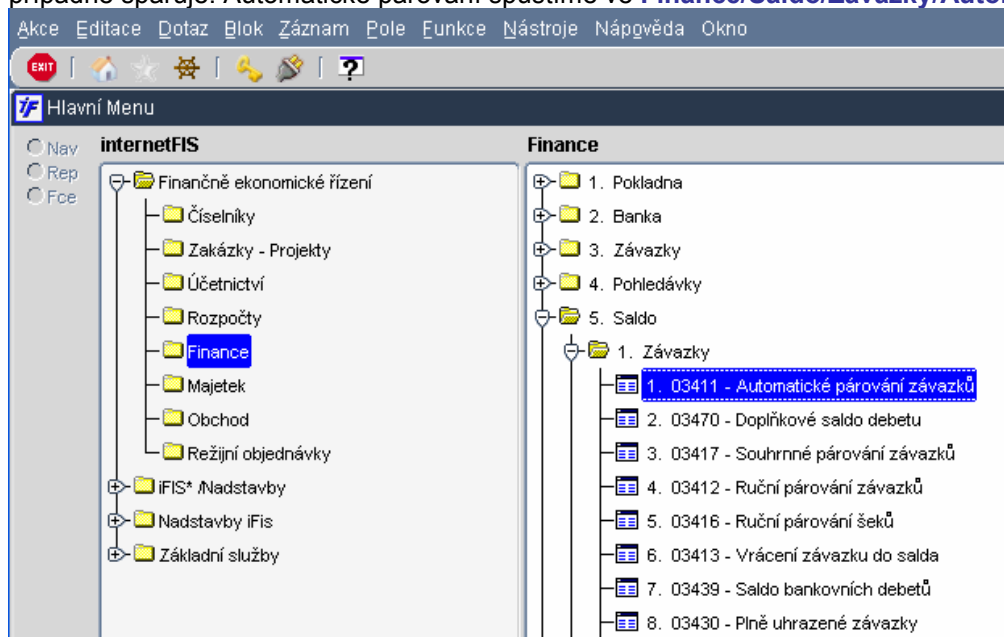 případně spáruje. Automatické párování spustíme ve Finance/Saldo/Závazky/Auto
Akce Editace Dotaz Blok Záznam Pole Funkce Nástroje Nápověda Okno
EXIT
Hlavní Menu
Nav
Rep
Fce
internetFIS
Finančně ekonomické řízení
Číselníky
Zakázky - Projekty
Účetnictví
Rozpočty
Finance
Majetek
Obchod
Režijní objednávky
iFIS* /Nadstavby
Nadstavby iFis
Základní služby
Finance
1. Pokladna
2. Banka
3. Závazky
4. Pohledávky
5. Saldo
1. Závazky
1. 03411 - Automatické párování závazků
2. 03470 - Doplňkové saldo debetu
3. 03417 - Souhrnné párování závazků
4. 03412 - Ruční párování závazků
5. 03416 - Ruční párování šeků
6. 03413 - Vrácení závazku do salda
7. 03439 - Saldo bankovních debetů
8. 03430 - Plně uhrazené závazky